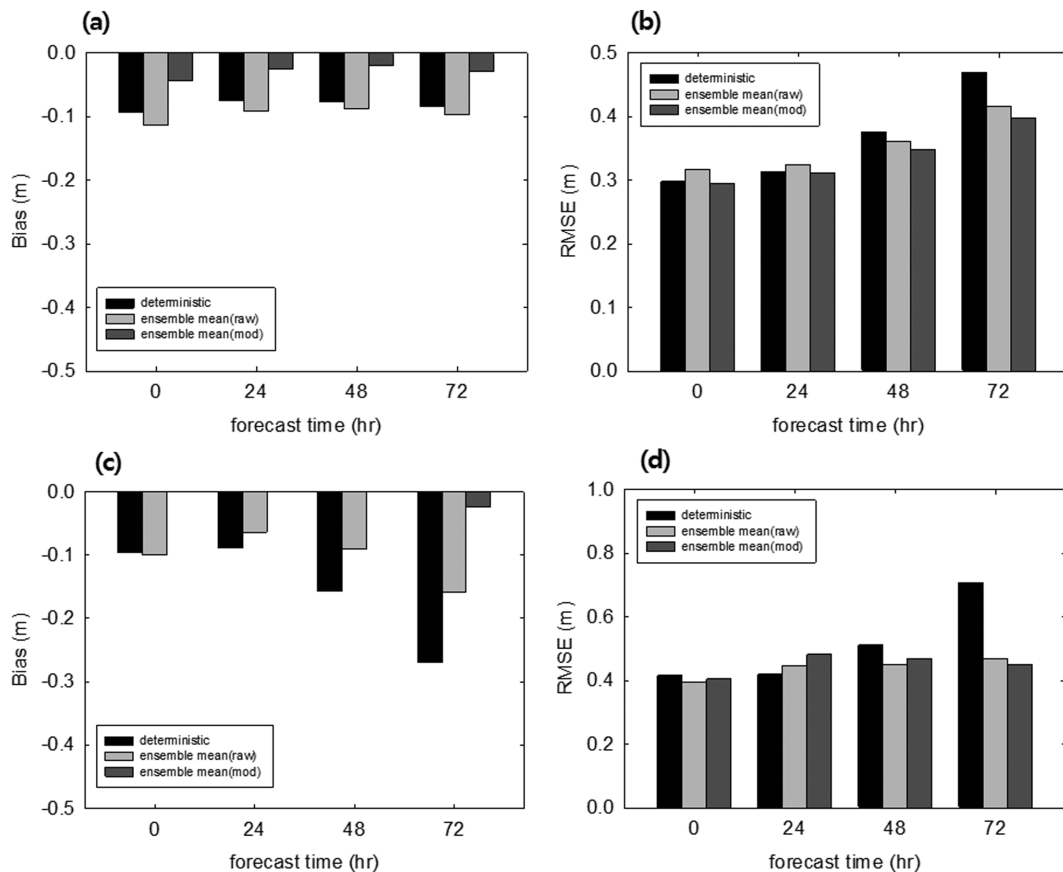 (a)
0.0
-0.1
-0.2
-0.3
-0.4
-0.5
Bias (m)
deterministic
ensemble mean(raw)
ensemble mean(mod)
0 24 48 72
forecast time (hr)
(b)
0.5
0.4
0.3
0.2
0.1
0.0
RMSE (m)
deterministic
ensemble mean(raw)
ensemble mean(mod)
0 24 48 72
forecast time (hr)
(c)
0.0
-0.1
-0.2
-0.3
-0.4
-0.5
Bias (m)
deterministic
ensemble mean(raw)
ensemble mean(mod)
0 24 48 72
forecast time (hr)
(d)
1.0
0.8
0.6
0.4
0.2
0.0
RMSE (m)
deterministic
ensemble mean(raw)
ensemble mean(mod)
0 24 48 72
forecast time (hr)